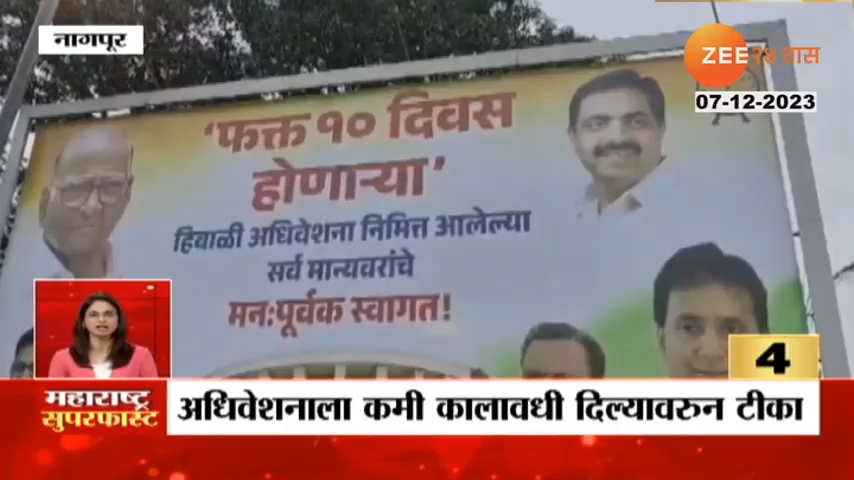 नागपूर
ZEE २४ तास
07-12-2023
‘फक्त १० दिवस
होणाऱ्या’
हिवाळी अधिवेशना निमित्त आलेल्या
सर्व मान्यवरांचे
मन:पूर्वक स्वागत!
4
महाराष्ट्र
सुपरफास्ट
अधिवेशनाला कमी कालावधी दिल्यावरुन टीका